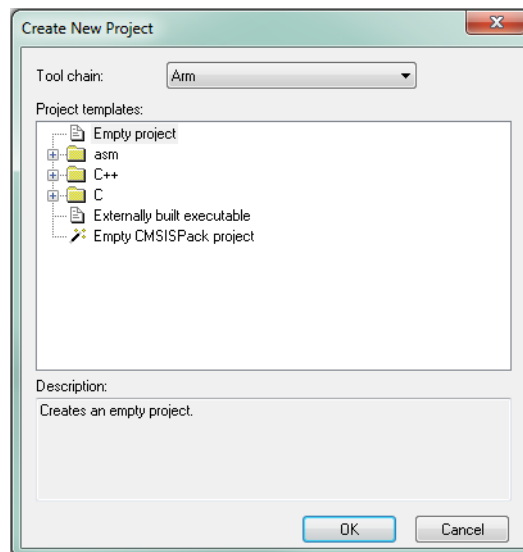 Create New Project
Tool chain:
Arm
Project templates:
Empty project
asm
C++
C
Externally built executable
Empty CMSISPack project
Description:
Creates an empty project.
OK
Cancel